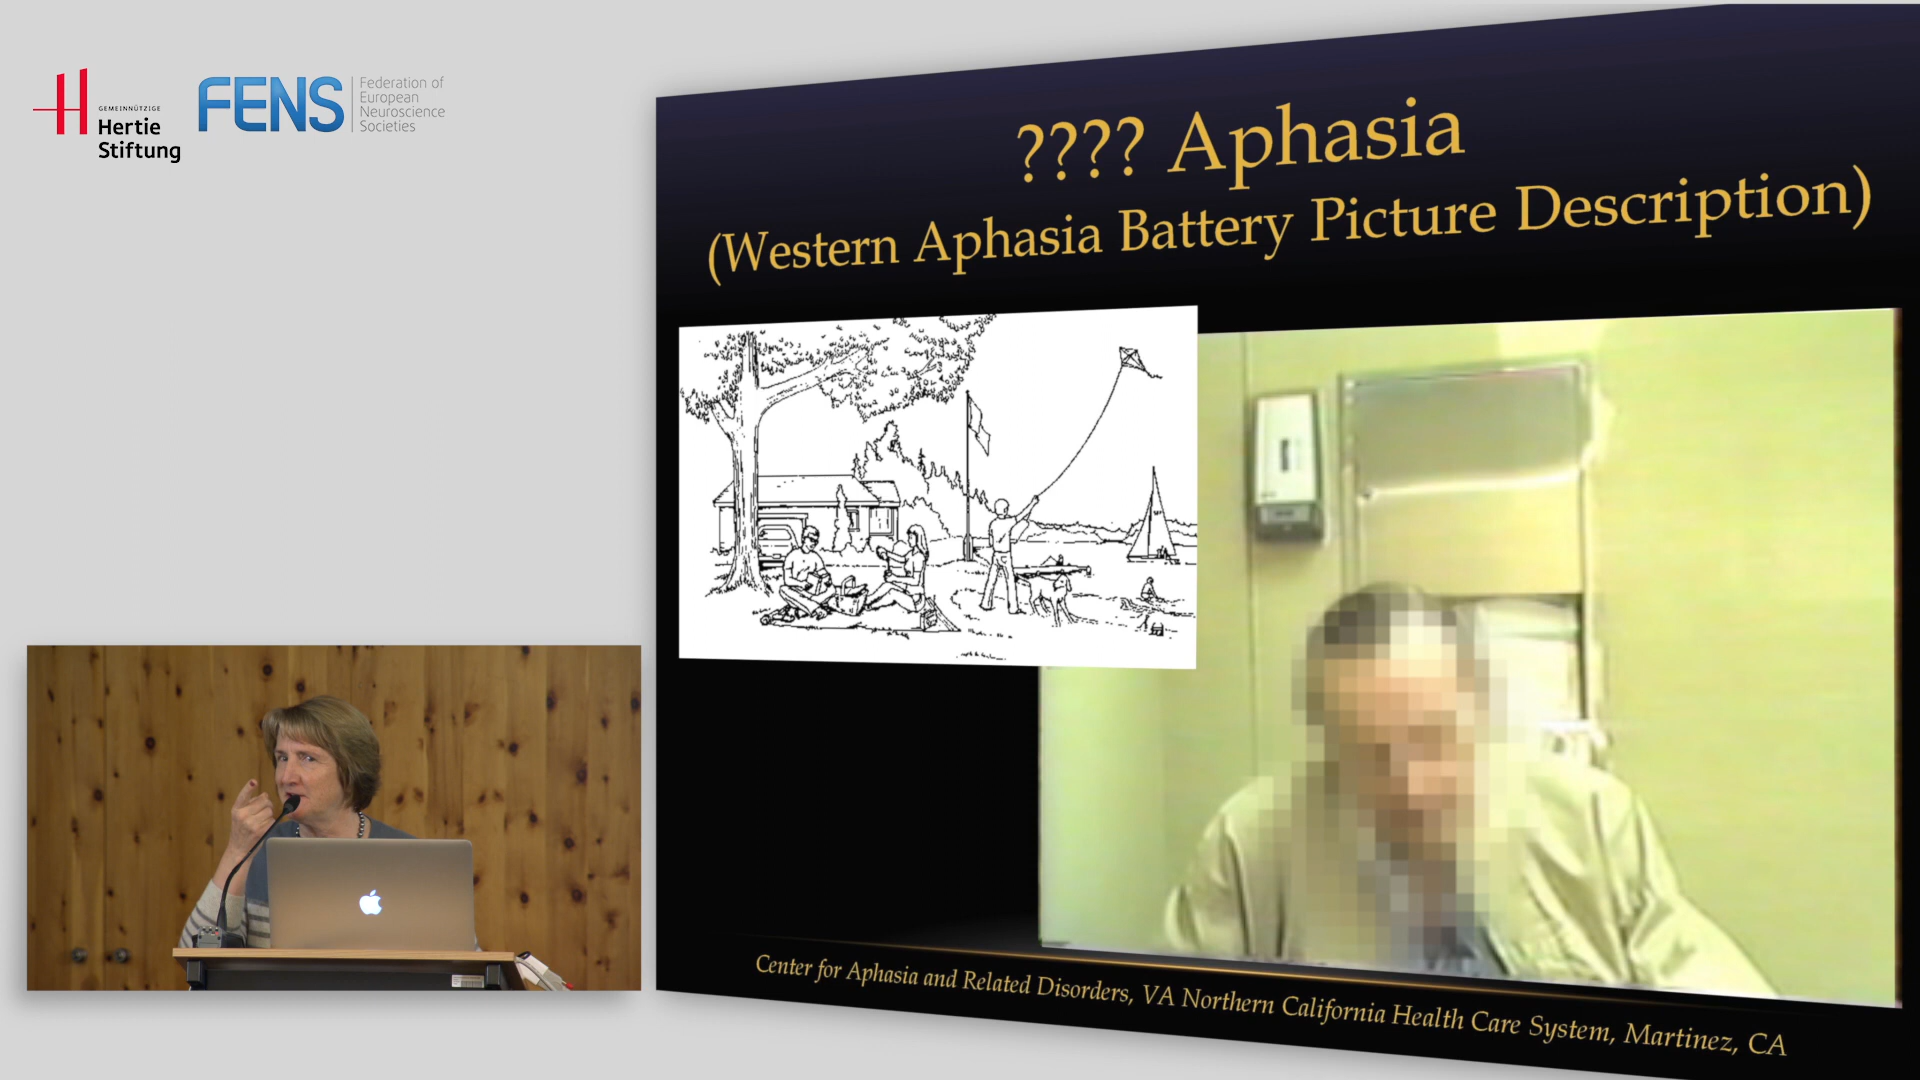 GEMEINNÜTZIGE
Hertie
Stiftung
FENS
Federation of
European
Neuroscience
Societies
???? Aphasia
(Western Aphasia Battery Picture Description)
Center for Aphasia and Related Disorders, VA Northern California Health Care System, Martinez, CA